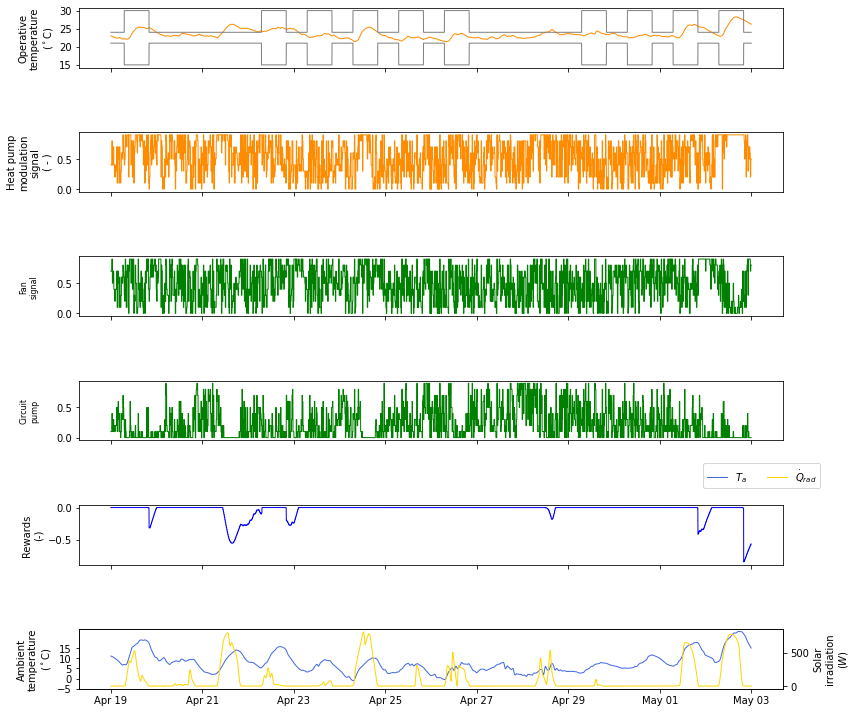 Operative
temperature
(°C)
30
25
20
15
Heat pump
modulation
signal
( - )
0.5
0.0
Fan
signal
0.5
0.0
Circuit
pump
0.5
0.0
T_a Q̇_rad
Rewards
(-)
0.0
−0.5
Ambient
temperature
(°C)
15
10
5
0
−5
500
0
Solar
irradiation
(W)
Apr 19 Apr 21 Apr 23 Apr 25 Apr 27 Apr 29 May 01 May 03